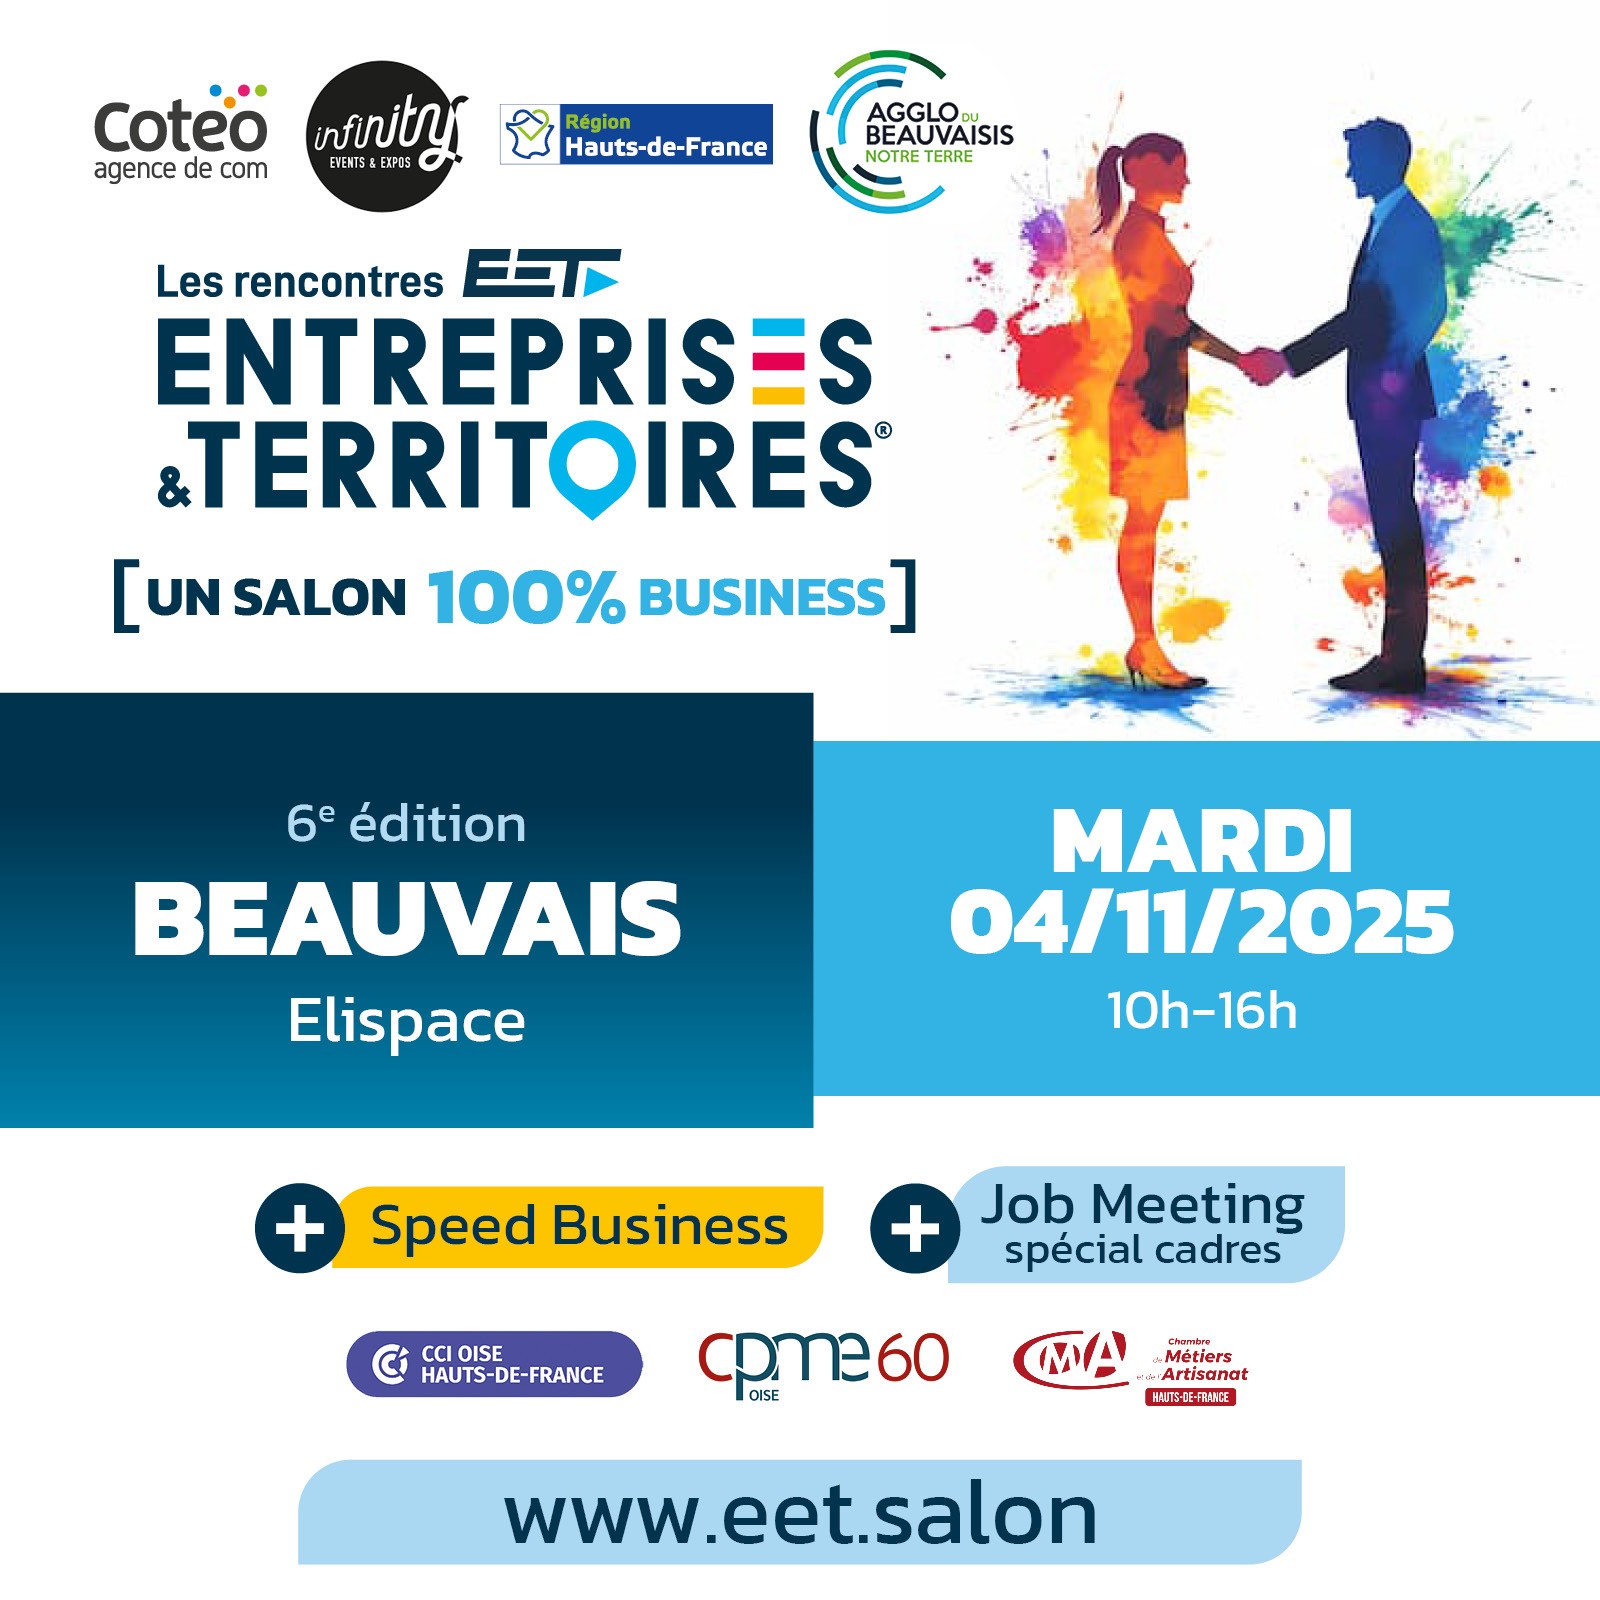 Coteo
agence de com
infinitys
EVENTS & EXPOS
Région
Hauts-de-France
AGGLO DU
BEAUVAISIS
NOTRE TERRE
Les rencontres EET
ENTREPRISES
&TERRITOIRES®
[UN SALON 100% BUSINESS]
6e édition
BEAUVAIS
Elispace
MARDI
04/11/2025
10h-16h
+ Speed Business
+ Job Meeting
spécial cadres
CCI OISE
HAUTS-DE-FRANCE
cpme60
OISE
CMA
Chambre
de Métiers
et de l'Artisanat
HAUTS-DE-FRANCE
www.eet.salon